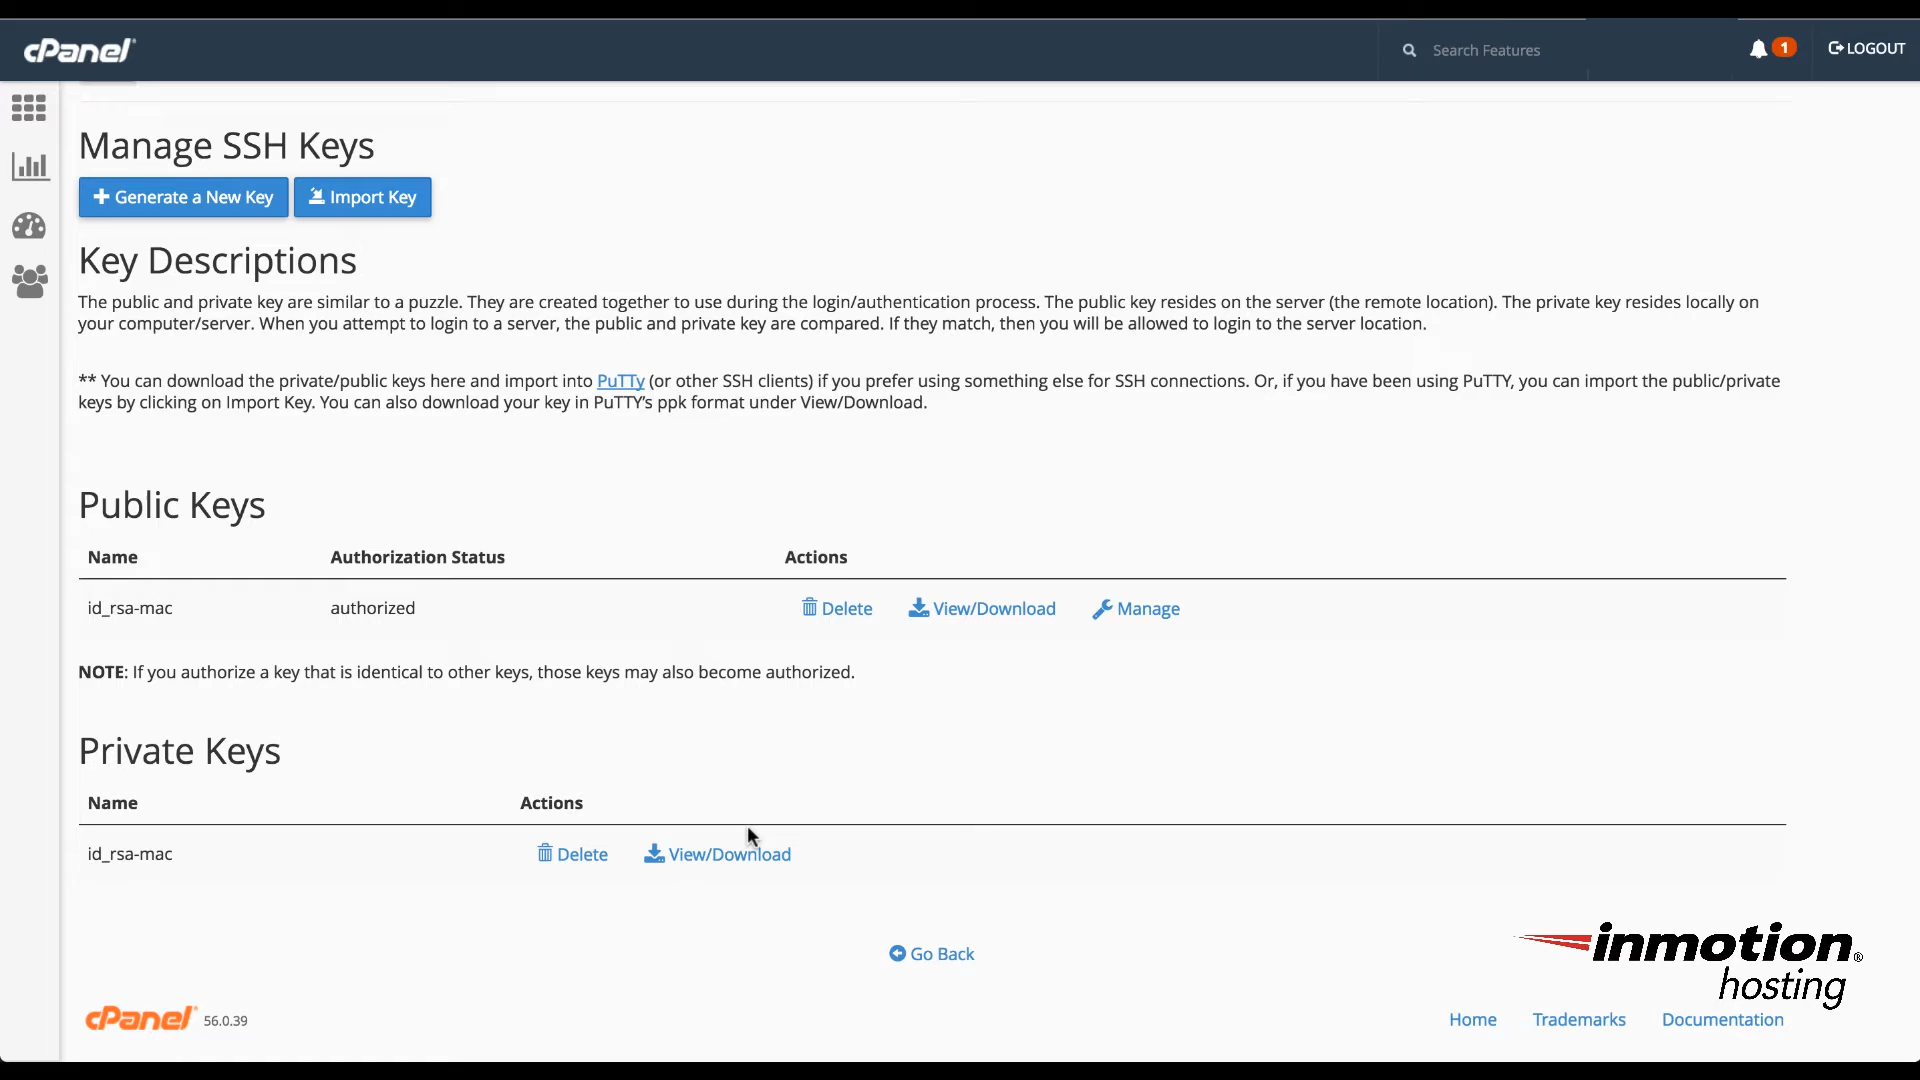 cPanel
Search Features
1
LOGOUT
Manage SSH Keys
Generate a New Key
Import Key
Key Descriptions
The public and private key are similar to a puzzle. They are created together to use during the login/authentication process. The public key resides on the server (the remote location). The private key resides locally on
your computer/server. When you attempt to login to a server, the public and private key are compared. If they match, then you will be allowed to login to the server location.
** You can download the private/public keys here and import into PuTTy (or other SSH clients) if you prefer using something else for SSH connections. Or, if you have been using PuTTY, you can import the public/private
keys by clicking on Import Key. You can also download your key in PuTTY's ppk format under View/Download.
Public Keys
Name Authorization Status Actions
id_rsa-mac authorized Delete View/Download Manage
NOTE: If you authorize a key that is identical to other keys, those keys may also become authorized.
Private Keys
Name Actions
id_rsa-mac Delete View/Download
Go Back
inmotion®
hosting
cPanel 56.0.39
Home Trademarks Documentation